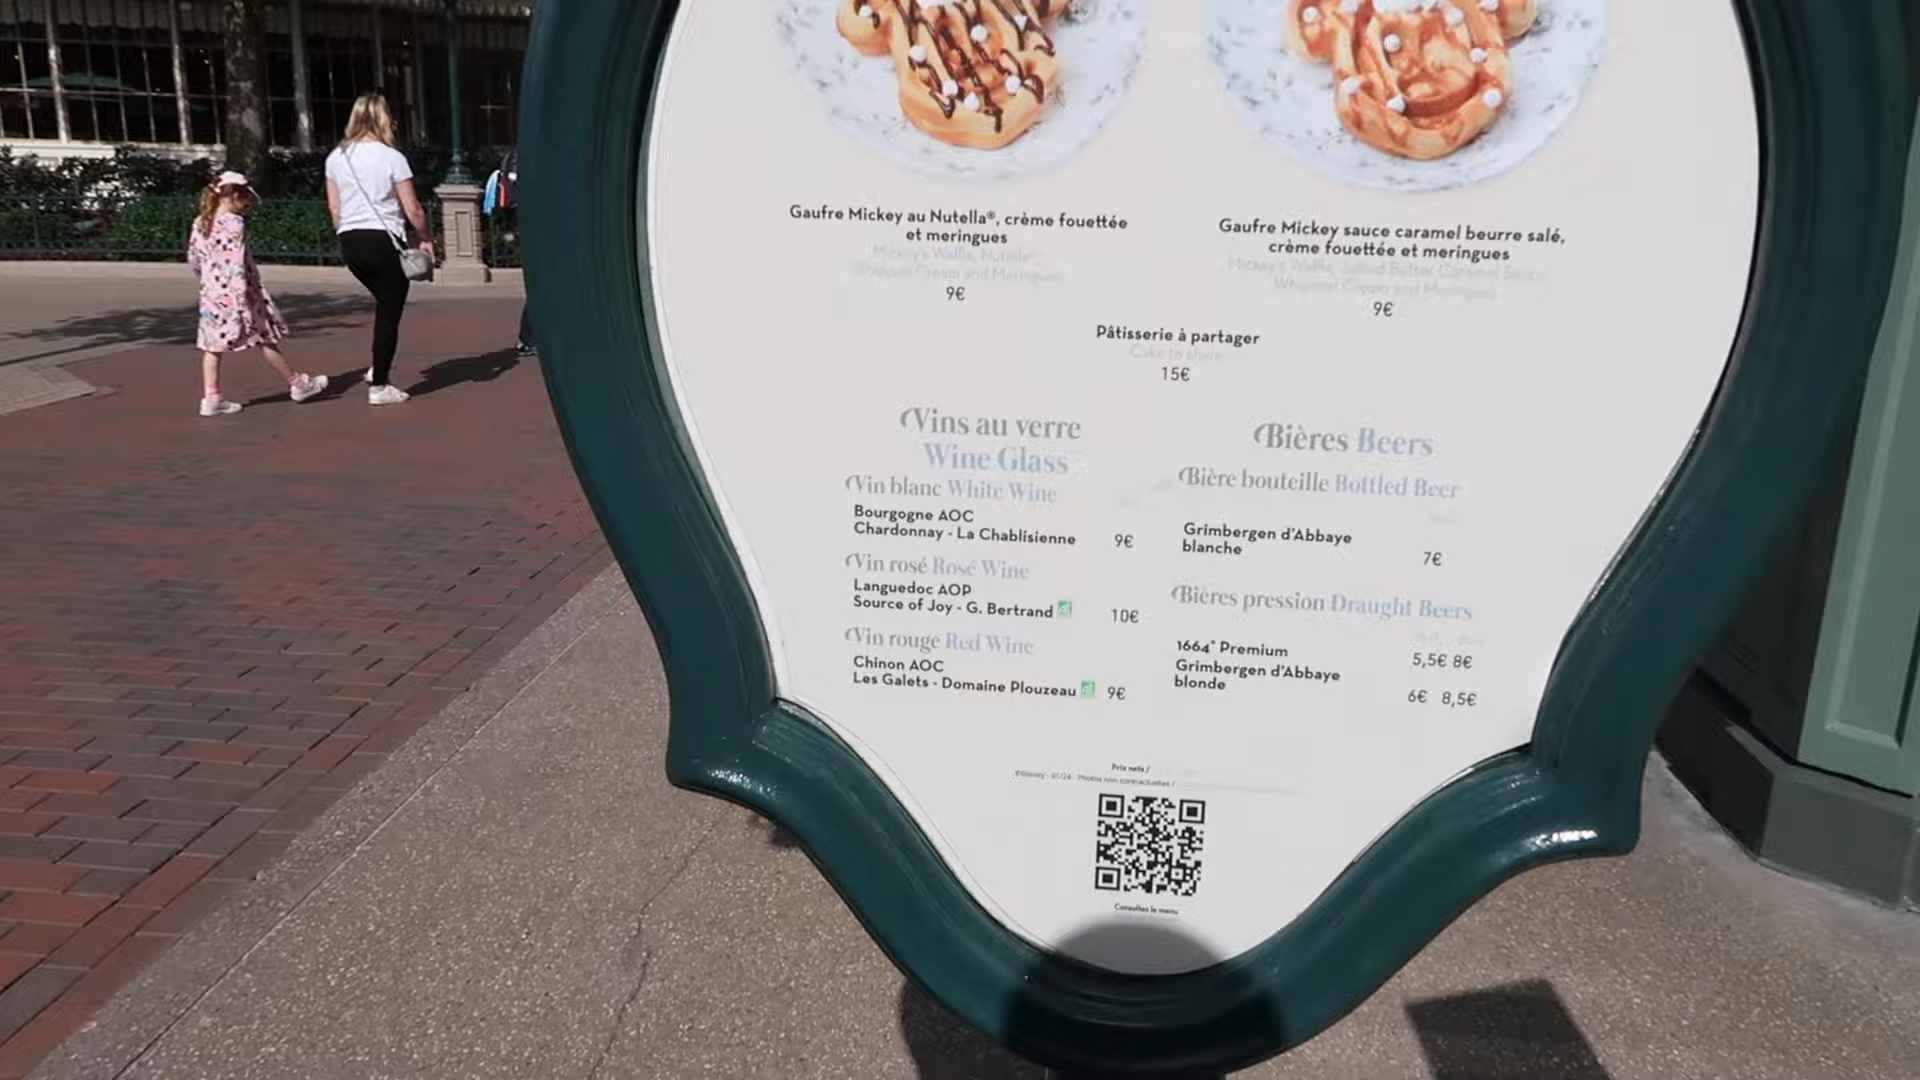 Gaufre Mickey au Nutella®, crème fouettée
et meringues
Mickey's Waffle, Nutella®,
Whipped Cream and Meringues
9€
Gaufre Mickey sauce caramel beurre salé,
crème fouettée et meringues
Mickey's Waffle, Salted Butter Caramel Sauce
Whipped Cream and Meringues
9€
Pâtisserie à partager
Cake to share
15€
Vins au verre
Wine Glass
Vin blanc White Wine
Bourgogne AOC
Chardonnay - La Chablisienne 9€
Vin rosé Rosé Wine
Languedoc AOP
Source of Joy - G. Bertrand 10€
Vin rouge Red Wine
Chinon AOC
Les Galets - Domaine Plouzeau 9€
Bières Beers
Bière bouteille Bottled Beer
Grimbergen d'Abbaye
blanche 7€
Bières pression Draught Beers
1664° Premium 5,5€ 8€
Grimbergen d'Abbaye
blonde 6€ 8,5€
Prix nets /
©Disney - 01/24 - Photos non contractuelles /
Consultez le menu